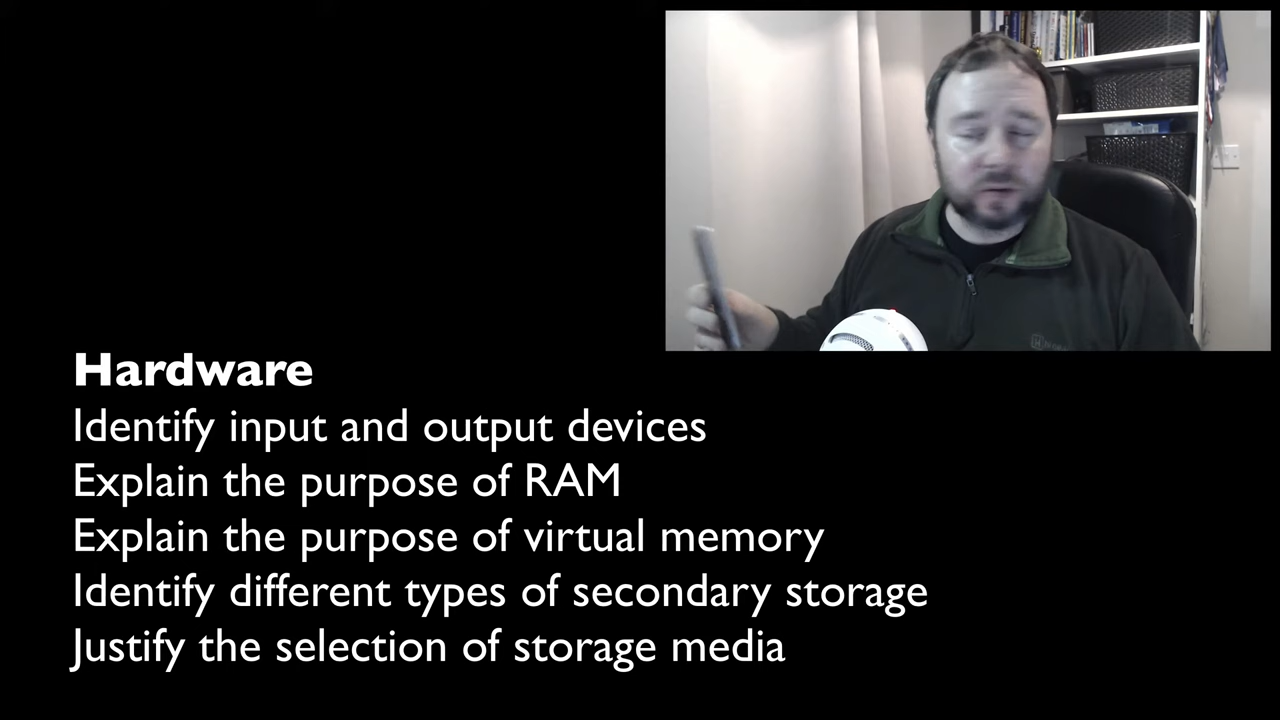 Hardware
Identify input and output devices
Explain the purpose of RAM
Explain the purpose of virtual memory
Identify different types of secondary storage
Justify the selection of storage media